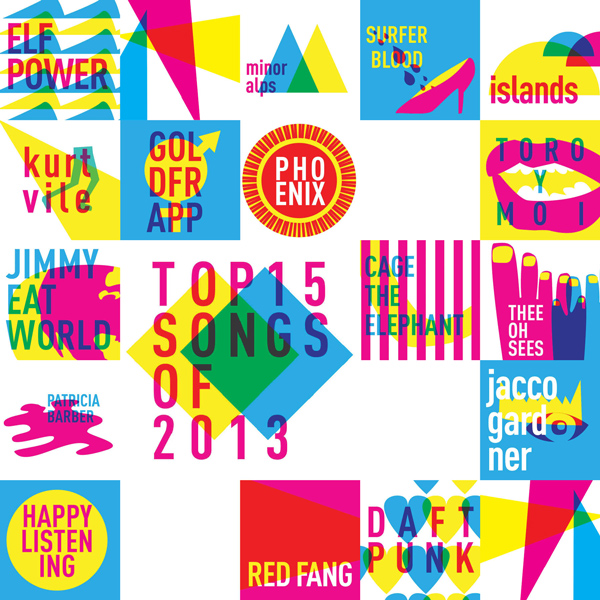 ELF
POWER
minor
alps
SURFER
BLOOD
islands
kurt
vile
GOL
DFR
APP
PHO
ENIX
TORO
Y
MOI
JIMMY
EAT
WORLD
TOP 15
SONGS
OF
2013
CAGE
THE
ELEPHANT
THEE
OH
SEES
PATRICIA
BARBER
jacco
gard
ner
HAPPY
LISTEN
ING
RED FANG
DAFT
PUNK